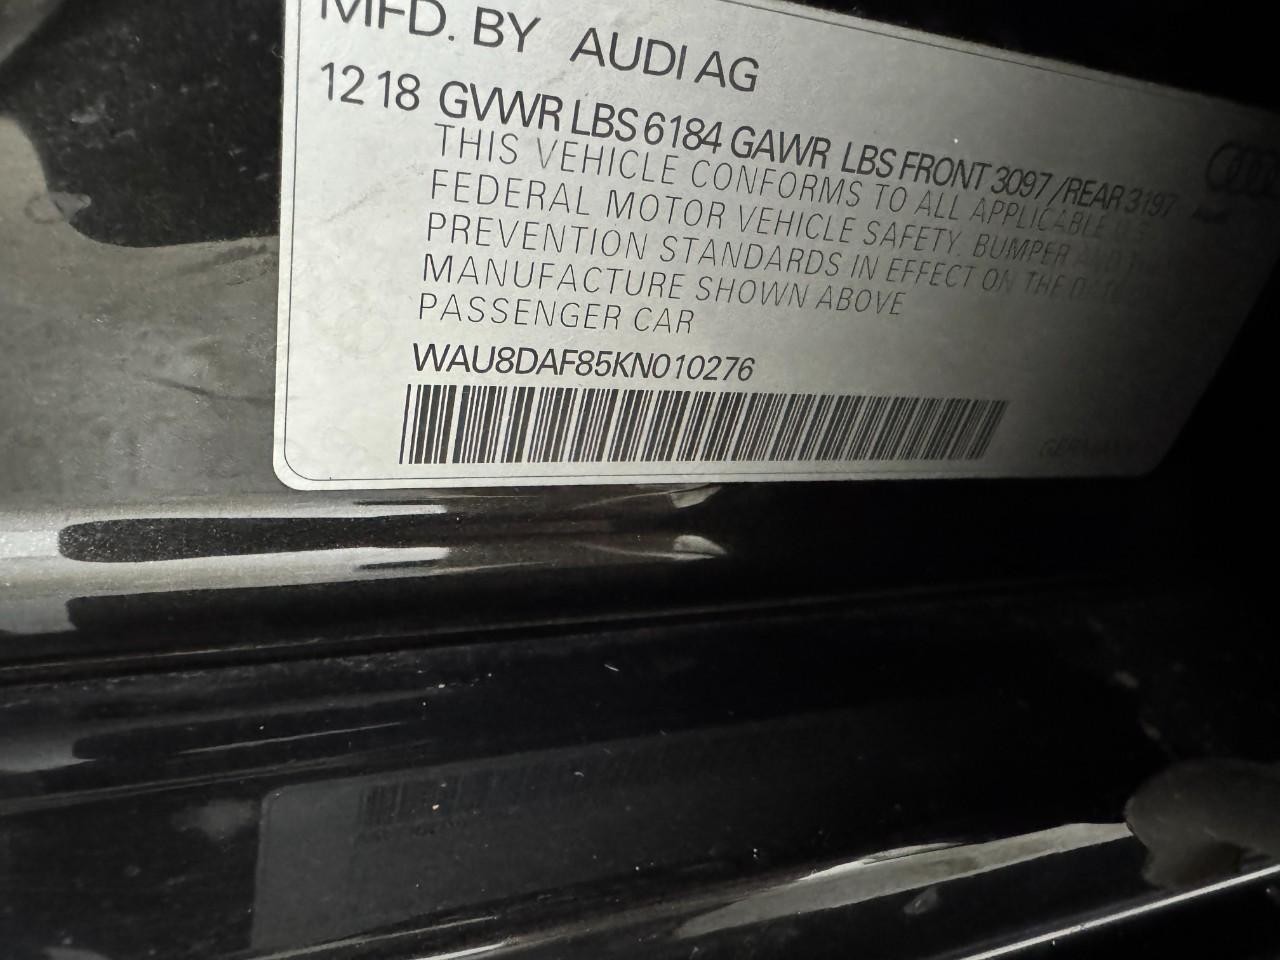 MFD. BY AUDI AG
12 18 GVWR LBS 6184 GAWR LBS FRONT 3097 / REAR 3197
THIS VEHICLE CONFORMS TO ALL APPLICABLE
FEDERAL MOTOR VEHICLE SAFETY. BUMPER AND
PREVENTION STANDARDS IN EFFECT ON THE DATE
MANUFACTURE SHOWN ABOVE
PASSENGER CAR
WAU8DAF85KN010276